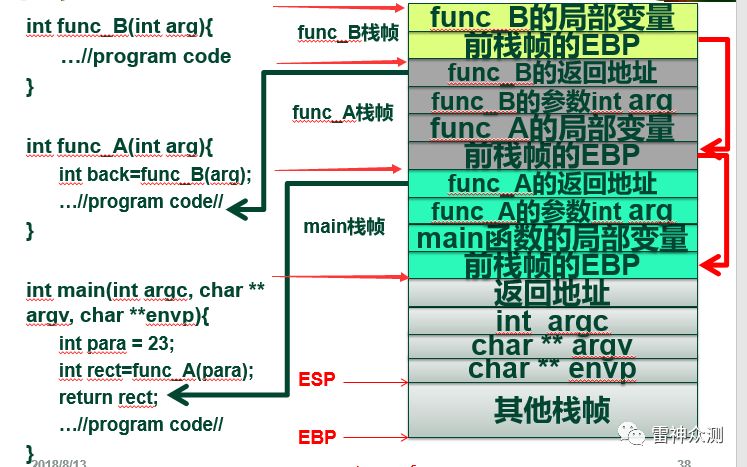 int func_B(int arg){
…//program code
}
int func_A(int arg){
int back=func_B(arg);
…//program code//
}
int main(int argc, char **
argv, char **envp){
int para = 23;
int rect=func_A(para);
return rect;
…//program code//
}
2018/8/13
func_B栈帧
func_A栈帧
main栈帧
ESP
EBP
func_B的局部变量
前栈帧的EBP
func_B的返回地址
func_B的参数int arg
func_A的局部变量
前栈帧的EBP
func_A的返回地址
func_A的参数int arg
main函数的局部变量
前栈帧的EBP
返回地址
int argc
char ** argv
char ** envp
其他栈帧
雷神众测
38